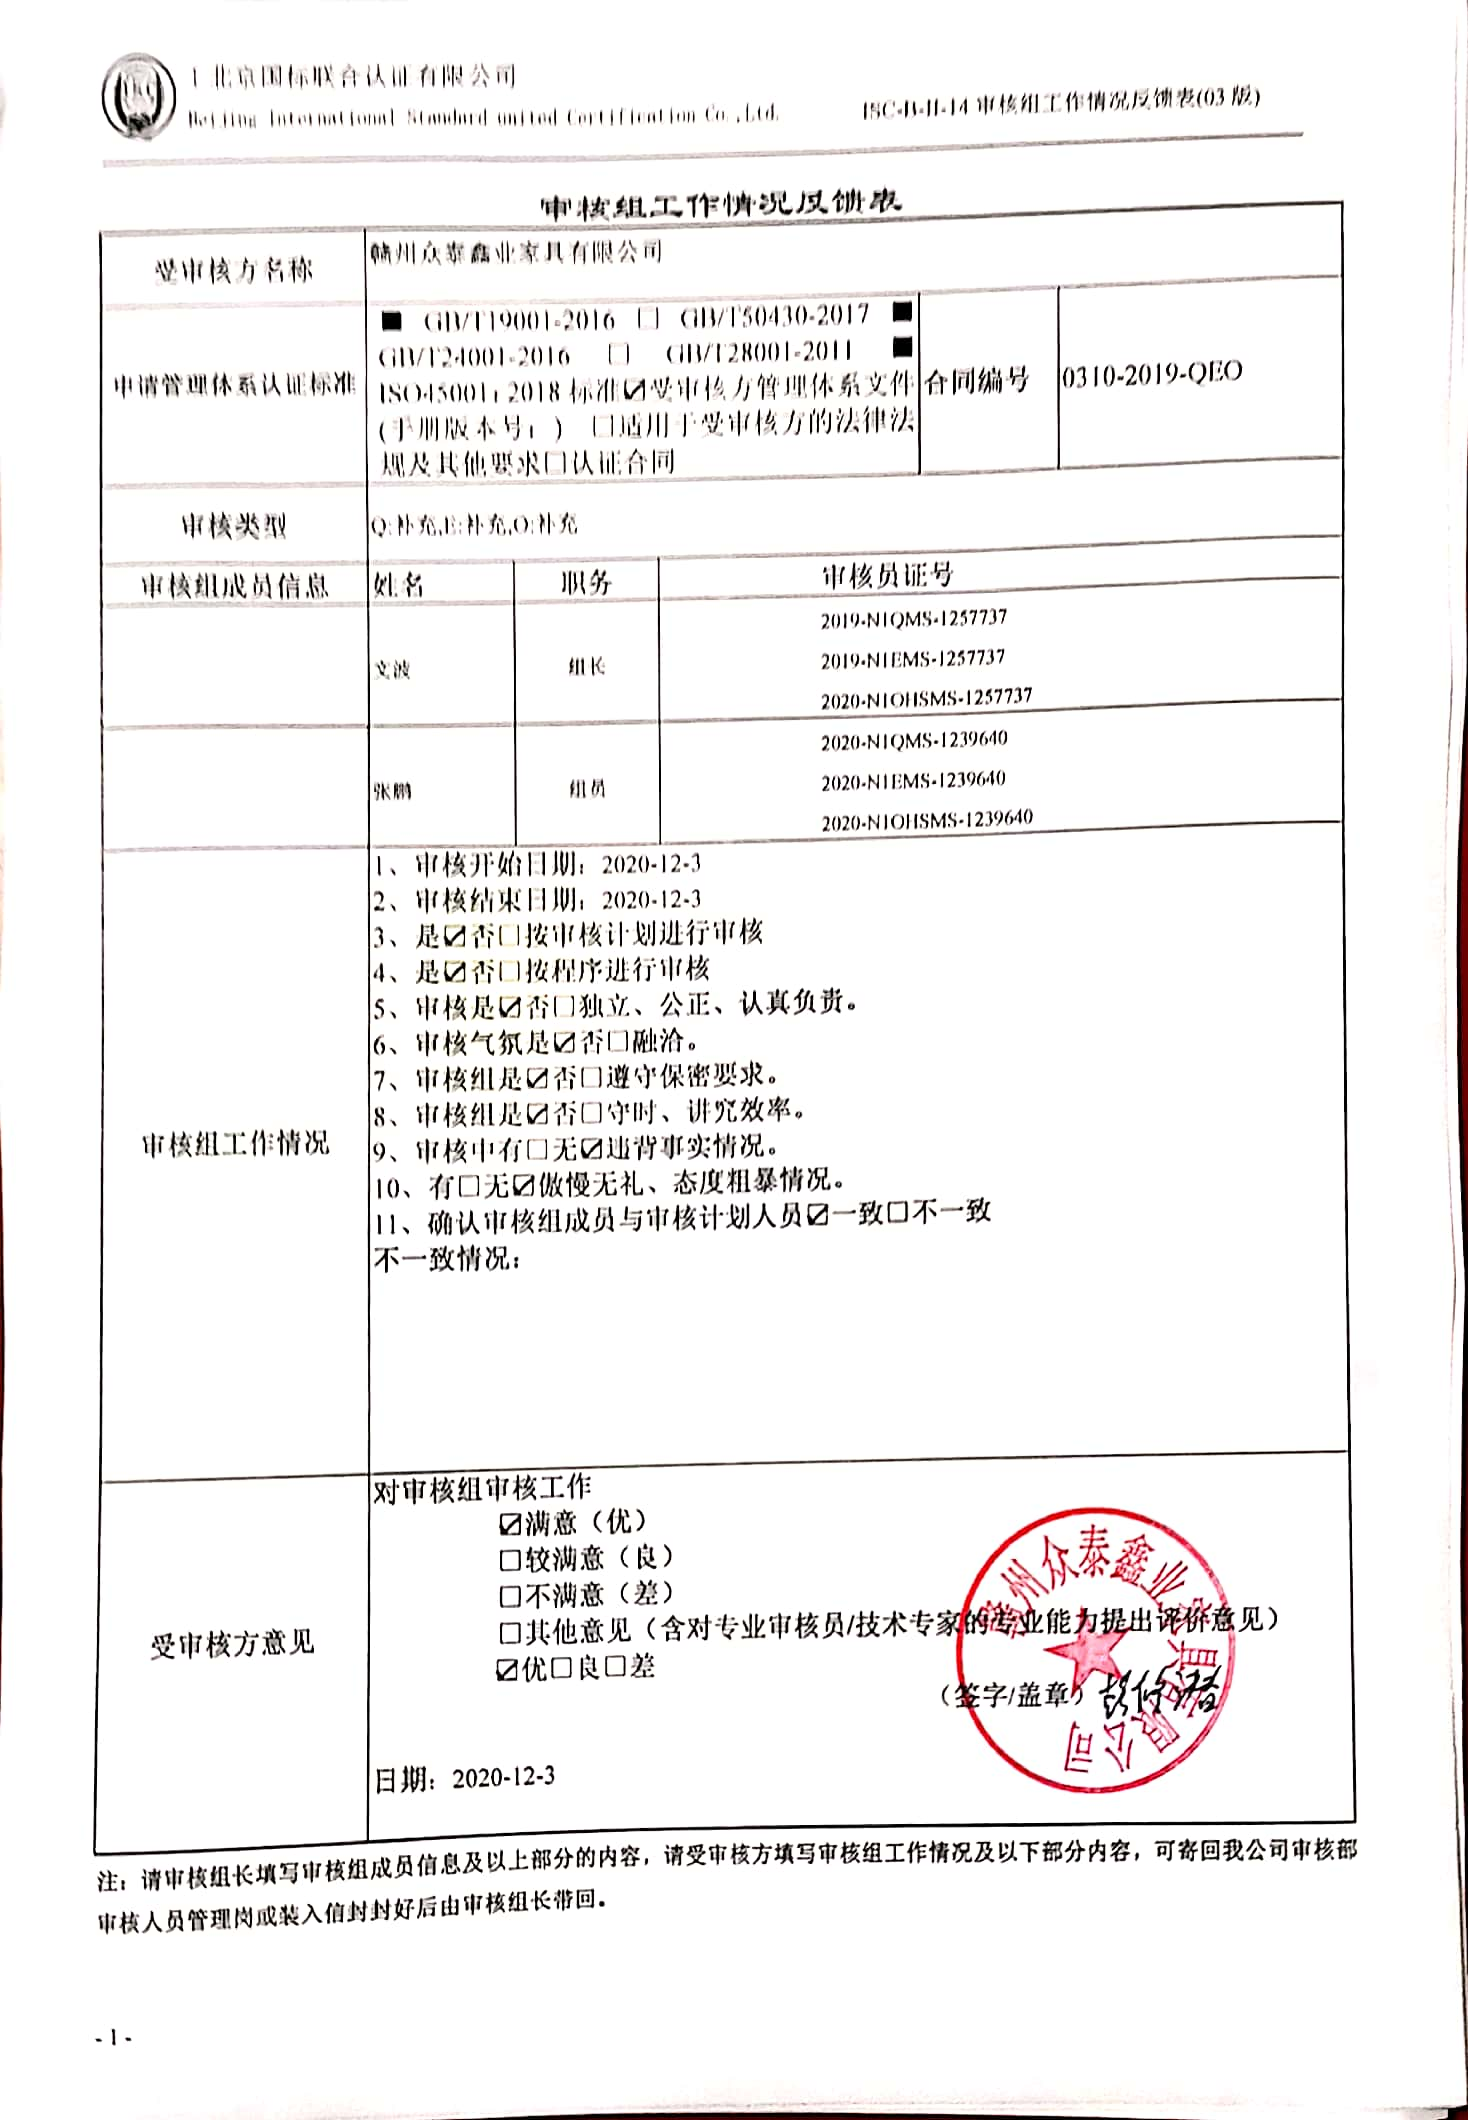 北京国标联合认证有限公司
Beijing International Standard united Certification Co.,Ltd.
ISC-B-II-14 审核组工作情况反馈表(03 版)
审核组工作情况反馈表
受审核方名称
赣州众泰鑫业家具有限公司
申请管理体系认证标准
■ GB/T19001-2016 □ GB/T50430-2017 ■
GB/T24001-2016 □ GB/T28001-2011 ■
ISO45001：2018 标准☑受审核方管理体系文件
(手册版本号：) □适用于受审核方的法律法
规及其他要求□认证合同
合同编号
0310-2019-QEO
审核类型
Q:补充,E:补充,O:补充
审核组成员信息
姓名
职务
审核员证号
文波
组长
2019-N1QMS-1257737
2019-N1EMS-1257737
2020-N1OHSMS-1257737
张鹏
组员
2020-N1QMS-1239640
2020-N1EMS-1239640
2020-N1OHSMS-1239640
审核组工作情况
1、审核开始日期：2020-12-3
2、审核结束日期：2020-12-3
3、是☑否□按审核计划进行审核
4、是☑否□按程序进行审核
5、审核是☑否□独立、公正、认真负责。
6、审核气氛是☑否□融洽。
7、审核组是☑否□遵守保密要求。
8、审核组是☑否□守时、讲究效率。
9、审核中有□无☑违背事实情况。
10、有□无☑傲慢无礼、态度粗暴情况。
11、确认审核组成员与审核计划人员☑一致□不一致
不一致情况：
受审核方意见
对审核组审核工作
☑满意（优）
□较满意（良）
□不满意（差）
□其他意见（含对专业审核员/技术专家的专业能力提出评价意见）
☑优□良□差
（签字/盖章）
赣州众泰鑫业家具有限公司
日期：2020-12-3
注：请审核组长填写审核组成员信息及以上部分的内容，请受审核方填写审核组工作情况及以下部分内容，可寄回我公司审核部
审核人员管理岗或装入信封封好后由审核组长带回。
- 1 -